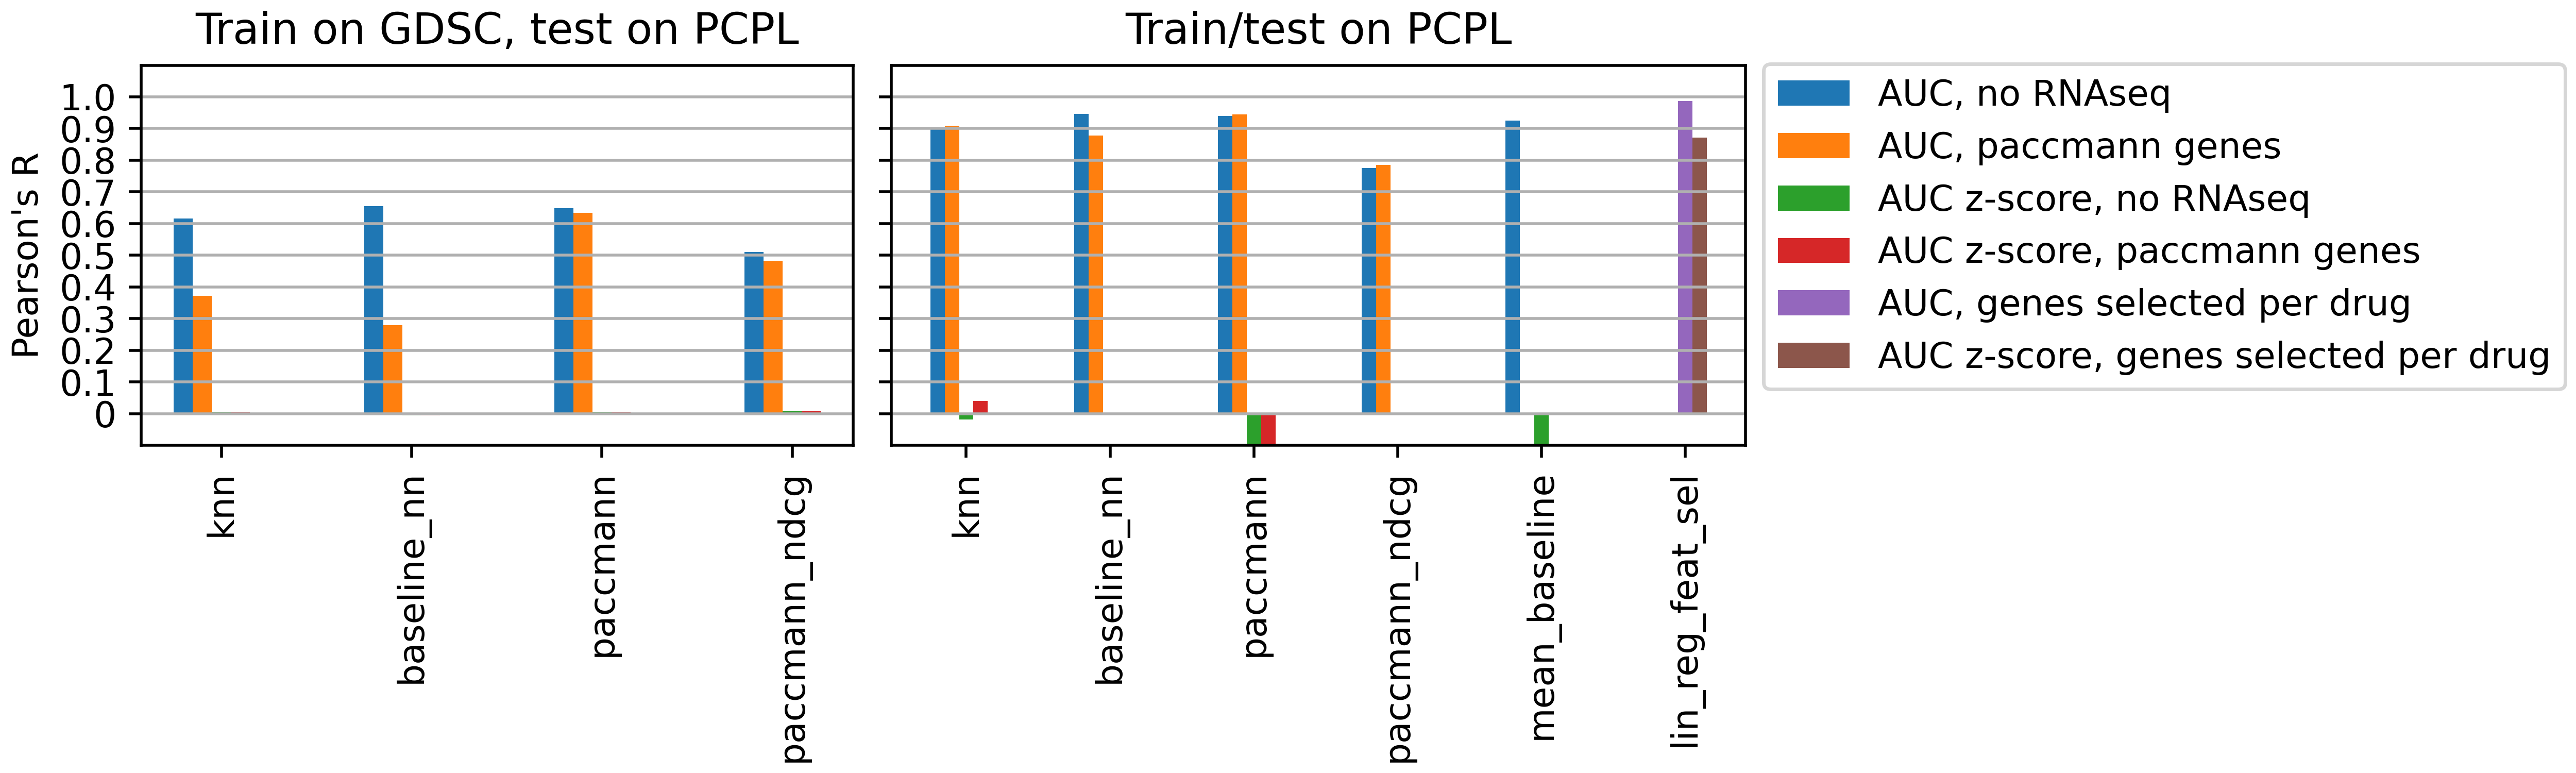 Train on GDSC, test on PCPL
Train/test on PCPL
Pearson's R
1.0
0.9
0.8
0.7
0.6
0.5
0.4
0.3
0.2
0.1
0
knn
baseline_nn
paccmann
paccmann_ndcg
knn
baseline_nn
paccmann
paccmann_ndcg
mean_baseline
lin_reg_feat_sel
AUC, no RNAseq
AUC, paccmann genes
AUC z-score, no RNAseq
AUC z-score, paccmann genes
AUC, genes selected per drug
AUC z-score, genes selected per drug